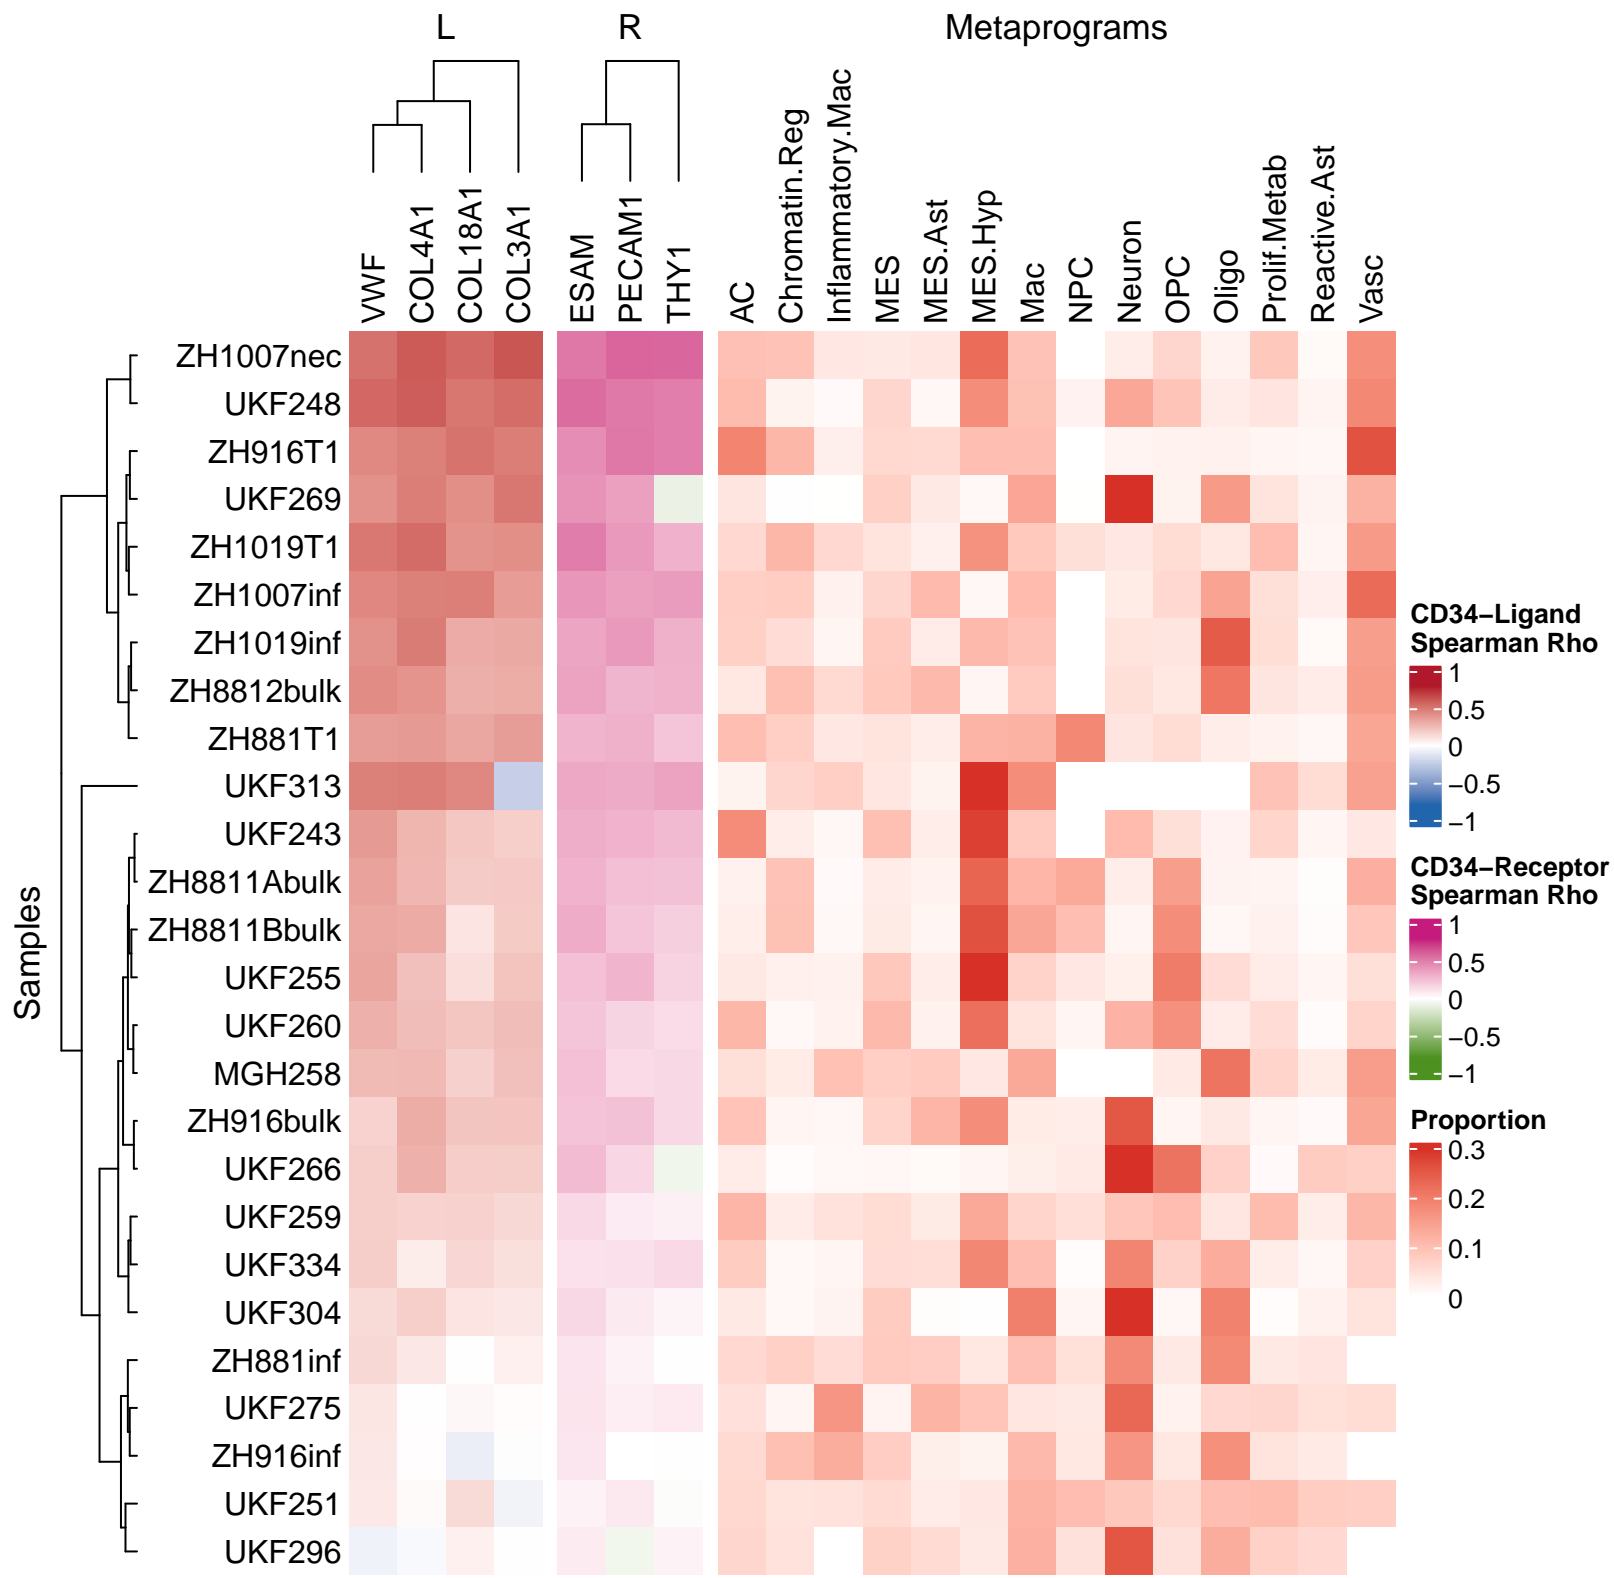 L R Metaprograms
VWF
COL4A1
COL18A1
COL3A1
ESAM
PECAM1
THY1
AC
Chromatin.Reg
Inflammatory.Mac
MES
MES.Ast
MES.Hyp
Mac
NPC
Neuron
OPC
Oligo
Prolif.Metab
Reactive.Ast
Vasc
Samples
ZH1007nec
UKF248
ZH916T1
UKF269
ZH1019T1
ZH1007inf
ZH1019inf
ZH8812bulk
ZH881T1
UKF313
UKF243
ZH8811Abulk
ZH8811Bbulk
UKF255
UKF260
MGH258
ZH916bulk
UKF266
UKF259
UKF334
UKF304
ZH881inf
UKF275
ZH916inf
UKF251
UKF296
CD34−Ligand
Spearman Rho
1
0.5
0
−0.5
−1
CD34−Receptor
Spearman Rho
1
0.5
0
−0.5
−1
Proportion
0.3
0.2
0.1
0